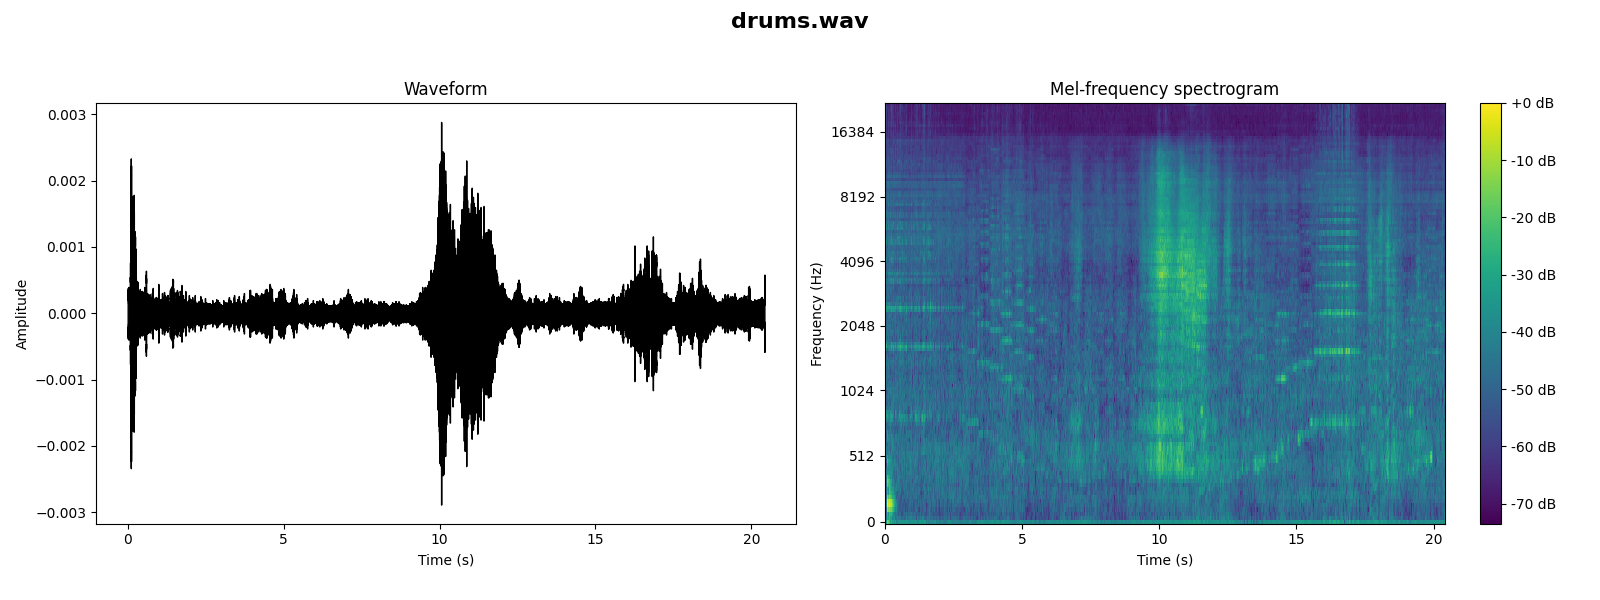 drums.wav
Waveform
Amplitude
0.003
0.002
0.001
0.000
−0.001
−0.002
−0.003
0
5
10
15
20
Time (s)
Mel-frequency spectrogram
Frequency (Hz)
16384
8192
4096
2048
1024
512
0
0
5
10
15
20
Time (s)
+0 dB
-10 dB
-20 dB
-30 dB
-40 dB
-50 dB
-60 dB
-70 dB